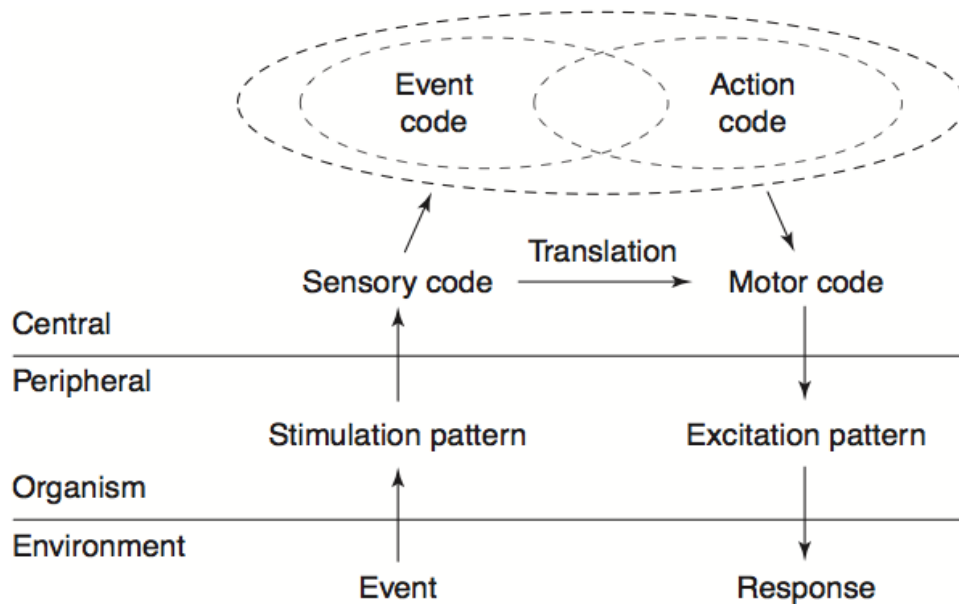 Event
code
Action
code
Translation
Sensory code
Motor code
Central
Peripheral
Stimulation pattern
Excitation pattern
Organism
Environment
Event
Response